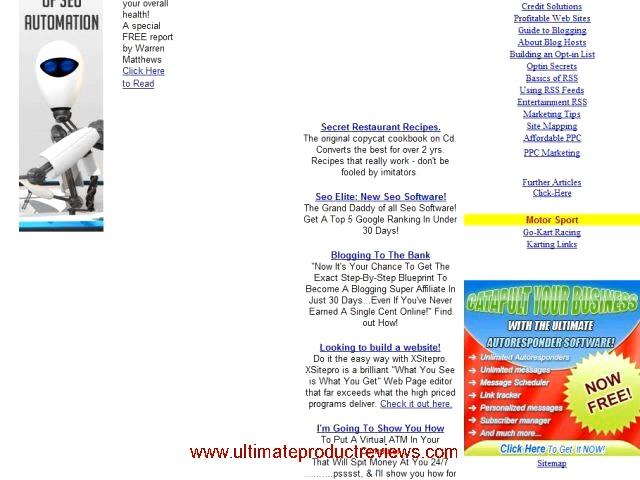 OF SEO
AUTOMATION
your overall
health!
A special
FREE report
by Warren
Matthews
Click Here
to Read
Secret Restaurant Recipes.
The original copycat cookbook on Cd.
Converts the best for over 2 yrs.
Recipes that really work - don't be
fooled by imitators
Seo Elite: New Seo Software!
The Grand Daddy of all Seo Software!
Get A Top 5 Google Ranking In Under
30 Days!
Blogging To The Bank
"Now It's Your Chance To Get The
Exact Step-By-Step Blueprint To
Become A Blogging Super Affiliate In
Just 30 Days...Even If You've Never
Earned A Single Cent Online!" Find
out How!
Looking to build a website!
Do it the easy way with XSitepro.
XSitepro is a brilliant "What You See
is What You Get" Web Page editor
that far exceeds what the high priced
programs deliver. Check it out here.
I'm Going To Show You How
To Put A Virtual ATM In Your
www.ultimateproductreviews.com
That Will Spit Money At You 24/7
..........psssst, & I'll show you how for
Credit Solutions
Profitable Web Sites
Guide to Blogging
About Blog Hosts
Building an Opt-in List
Optin Secrets
Basics of RSS
Using RSS Feeds
Entertainment RSS
Marketing Tips
Site Mapping
Affordable PPC
PPC Marketing
Further Articles
Click-Here
Motor Sport
Go-Kart Racing
Karting Links
CATAPULT YOUR BUSINESS
WITH THE ULTIMATE
AUTORESPONDER SOFTWARE!
Unlimited Autoresponders
Unlimited messages
Message Scheduler
Link tracker
Personalized messages
Subscriber manager
And much more...
NOW
FREE!
Click Here To Get it NOW!
Sitemap